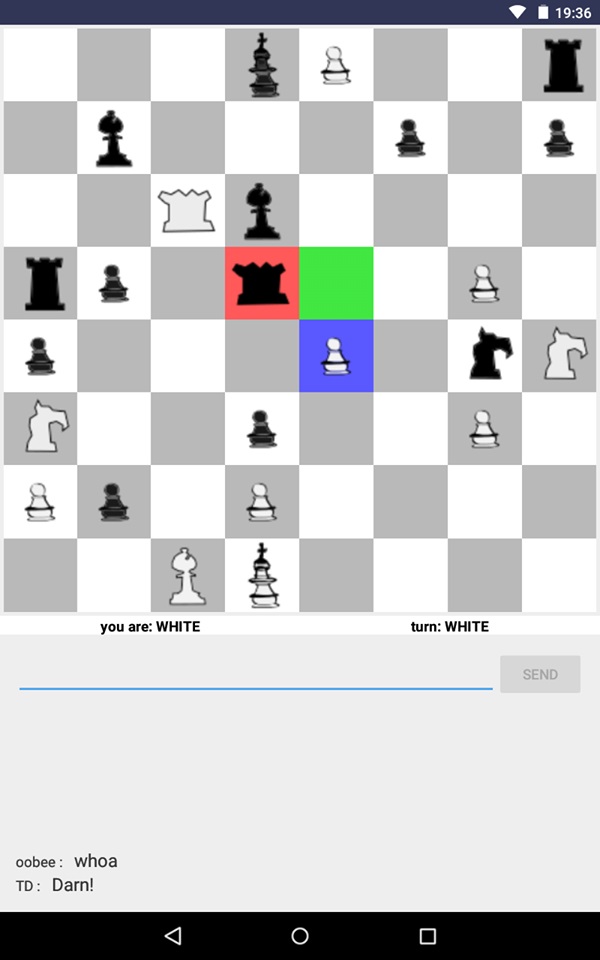 19:36
you are: WHITE turn: WHITE
SEND
oobee : whoa
TD : Darn!